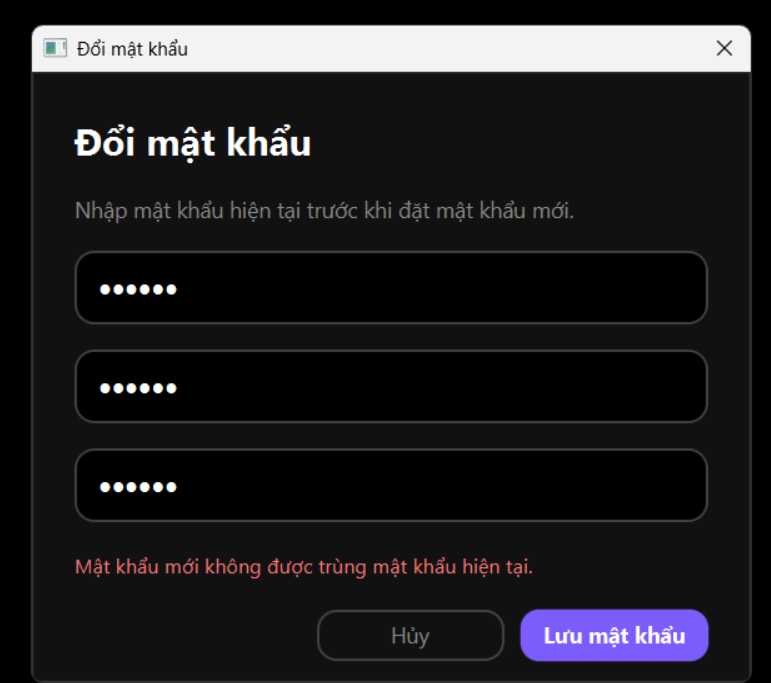 Đổi mật khẩu
Đổi mật khẩu
Nhập mật khẩu hiện tại trước khi đặt mật khẩu mới.
••••••
••••••
••••••
Mật khẩu mới không được trùng mật khẩu hiện tại.
Hủy
Lưu mật khẩu